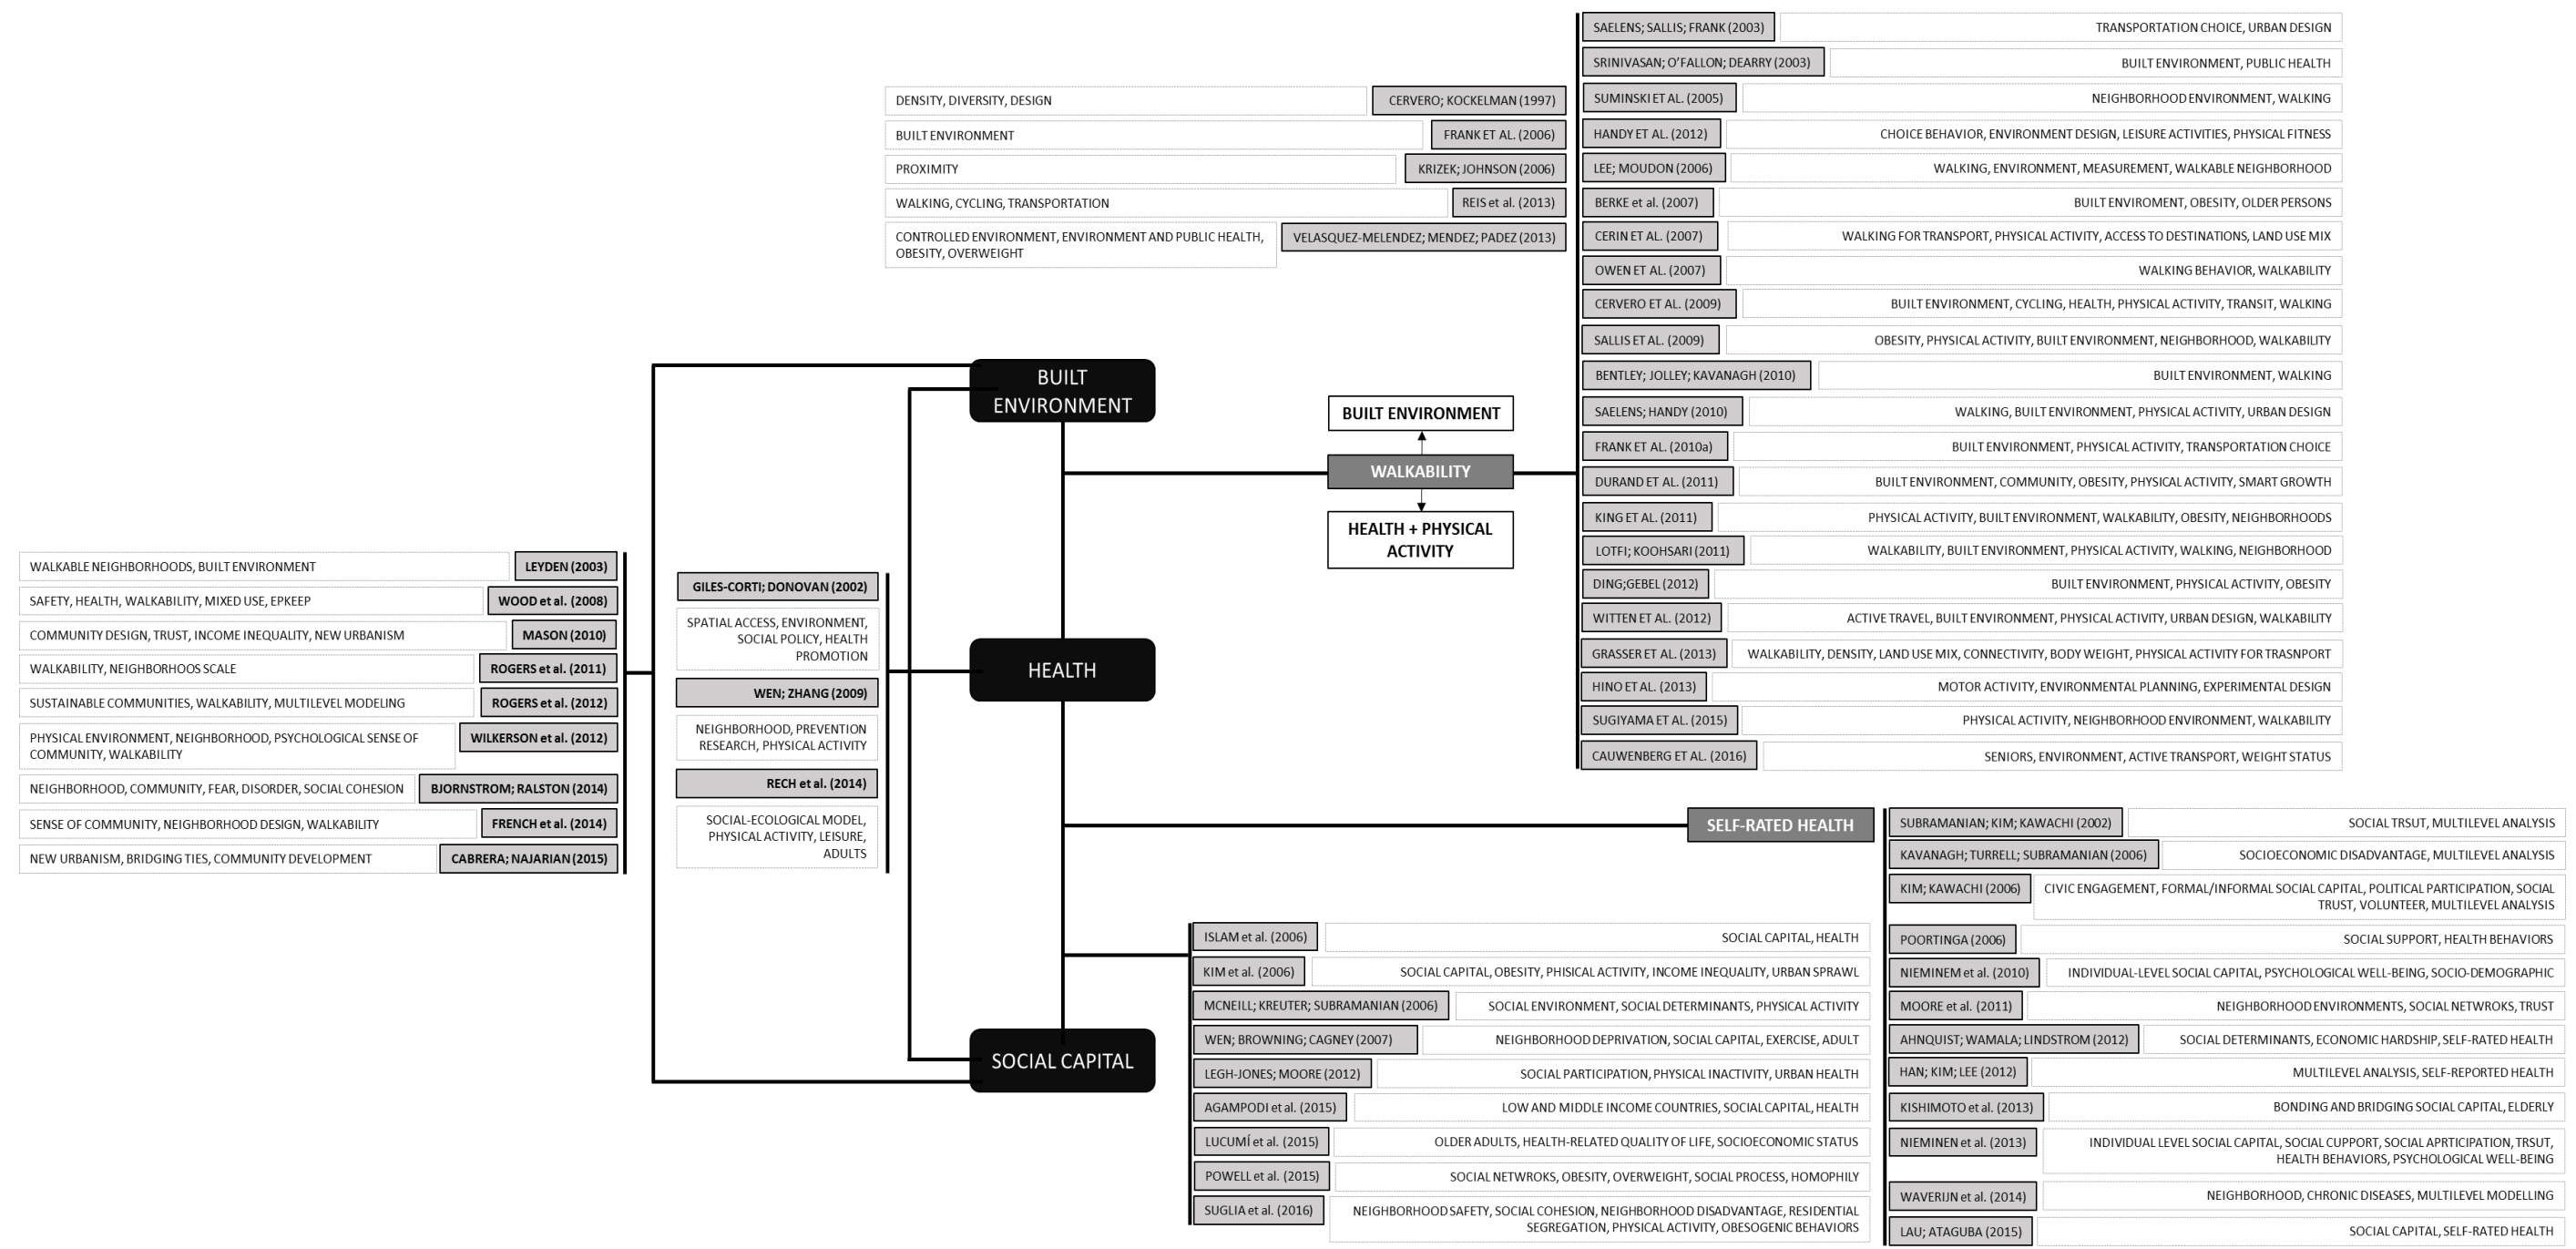 SAELENS; SALLIS; FRANK (2003)
TRANSPORTATION CHOICE, URBAN DESIGN
SRINIVASAN; O'FALLON; DEARRY (2003)
BUILT ENVIRONMENT, PUBLIC HEALTH
SUMINSKI ET AL. (2005)
NEIGHBORHOOD ENVIRONMENT, WALKING
HANDY ET AL. (2012)
CHOICE BEHAVIOR, ENVIRONMENT DESIGN, LEISURE ACTIVITIES, PHYSICAL FITNESS
LEE; MOUDON (2006)
WALKING, ENVIRONMENT, MEASUREMENT, WALKABLE NEIGHBORHOOD
BERKE et al. (2007)
BUILT ENVIROMENT, OBESITY, OLDER PERSONS
CERIN ET AL. (2007)
WALKING FOR TRANSPORT, PHYSICAL ACTIVITY, ACCESS TO DESTINATIONS, LAND USE MIX
OWEN ET AL. (2007)
WALKING BEHAVIOR, WALKABILITY
CERVERO ET AL. (2009)
BUILT ENVIRONMENT, CYCLING, HEALTH, PHYSICAL ACTIVITY, TRANSIT, WALKING
SALLIS ET AL. (2009)
OBESITY, PHYSICAL ACTIVITY, BUILT ENVIRONMENT, NEIGHBORHOOD, WALKABILITY
BENTLEY; JOLLEY; KAVANAGH (2010)
BUILT ENVIRONMENT, WALKING
SAELENS; HANDY (2010)
WALKING, BUILT ENVIRONMENT, PHYSICAL ACTIVITY, URBAN DESIGN
FRANK ET AL. (2010a)
BUILT ENVIRONMENT, PHYSICAL ACTIVITY, TRANSPORTATION CHOICE
DURAND ET AL. (2011)
BUILT ENVIRONMENT, COMMUNITY, OBESITY, PHYSICAL ACTIVITY, SMART GROWTH
KING ET AL. (2011)
PHYSICAL ACTIVITY, BUILT ENVIRONMENT, WALKABILITY, OBESITY, NEIGHBORHOODS
LOTFI; KOOHSARI (2011)
WALKABILITY, BUILT ENVIRONMENT, PHYSICAL ACTIVITY, WALKING, NEIGHBORHOOD
DING;GEBEL (2012)
BUILT ENVIRONMENT, PHYSICAL ACTIVITY, OBESITY
WITTEN ET AL. (2012)
ACTIVE TRAVEL, BUILT ENVIRONMENT, PHYSICAL ACTIVITY, URBAN DESIGN, WALKABILITY
GRASSER ET AL. (2013)
WALKABILITY, DENSITY, LAND USE MIX, CONNECTIVITY, BODY WEIGHT, PHYSICAL ACTIVITY FOR TRASNPORT
HINO ET AL. (2013)
MOTOR ACTIVITY, ENVIRONMENTAL PLANNING, EXPERIMENTAL DESIGN
SUGIYAMA ET AL. (2015)
PHYSICAL ACTIVITY, NEIGHBORHOOD ENVIRONMENT, WALKABILITY
CAUWENBERG ET AL. (2016)
SENIORS, ENVIRONMENT, ACTIVE TRANSPORT, WEIGHT STATUS
DENSITY, DIVERSITY, DESIGN
CERVERO; KOCKELMAN (1997)
BUILT ENVIRONMENT
FRANK ET AL. (2006)
PROXIMITY
KRIZEK; JOHNSON (2006)
WALKING, CYCLING, TRANSPORTATION
REIS et al. (2013)
CONTROLLED ENVIRONMENT, ENVIRONMENT AND PUBLIC HEALTH,
OBESITY, OVERWEIGHT
VELASQUEZ-MELENDEZ; MENDEZ; PADEZ (2013)
BUILT
ENVIRONMENT
BUILT ENVIRONMENT
WALKABILITY
HEALTH + PHYSICAL
ACTIVITY
WALKABLE NEIGHBORHOODS, BUILT ENVIRONMENT
LEYDEN (2003)
SAFETY, HEALTH, WALKABILITY, MIXED USE, EPKEEP
WOOD et al. (2008)
COMMUNITY DESIGN, TRUST, INCOME INEQUALITY, NEW URBANISM
MASON (2010)
WALKABILITY, NEIGHBORHOOS SCALE
ROGERS et al. (2011)
SUSTAINABLE COMMUNITIES, WALKABILITY, MULTILEVEL MODELING
ROGERS et al. (2012)
PHYSICAL ENVIRONMENT, NEIGHBORHOOD, PSYCHOLOGICAL SENSE OF
COMMUNITY, WALKABILITY
WILKERSON et al. (2012)
NEIGHBORHOOD, COMMUNITY, FEAR, DISORDER, SOCIAL COHESION
BJORNSTROM; RALSTON (2014)
SENSE OF COMMUNITY, NEIGHBORHOOD DESIGN, WALKABILITY
FRENCH et al. (2014)
NEW URBANISM, BRIDGING TIES, COMMUNITY DEVELOPMENT
CABRERA; NAJARIAN (2015)
GILES-CORTI; DONOVAN (2002)
SPATIAL ACCESS, ENVIRONMENT,
SOCIAL POLICY, HEALTH
PROMOTION
WEN; ZHANG (2009)
NEIGHBORHOOD, PREVENTION
RESEARCH, PHYSICAL ACTIVITY
RECH et al. (2014)
SOCIAL-ECOLOGICAL MODEL,
PHYSICAL ACTIVITY, LEISURE,
ADULTS
HEALTH
SOCIAL CAPITAL
SELF-RATED HEALTH
ISLAM et al. (2006)
SOCIAL CAPITAL, HEALTH
KIM et al. (2006)
SOCIAL CAPITAL, OBESITY, PHISICAL ACTIVITY, INCOME INEQUALITY, URBAN SPRAWL
MCNEILL; KREUTER; SUBRAMANIAN (2006)
SOCIAL ENVIRONMENT, SOCIAL DETERMINANTS, PHYSICAL ACTIVITY
WEN; BROWNING; CAGNEY (2007)
NEIGHBORHOOD DEPRIVATION, SOCIAL CAPITAL, EXERCISE, ADULT
LEGH-JONES; MOORE (2012)
SOCIAL PARTICIPATION, PHYSICAL INACTIVITY, URBAN HEALTH
AGAMPODI et al. (2015)
LOW AND MIDDLE INCOME COUNTRIES, SOCIAL CAPITAL, HEALTH
LUCUMÍ et al. (2015)
OLDER ADULTS, HEALTH-RELATED QUALITY OF LIFE, SOCIOECONOMIC STATUS
POWELL et al. (2015)
SOCIAL NETWROKS, OBESITY, OVERWEIGHT, SOCIAL PROCESS, HOMOPHILY
SUGLIA et al. (2016)
NEIGHBORHOOD SAFETY, SOCIAL COHESION, NEIGHBORHOOD DISADVANTAGE, RESIDENTIAL
SEGREGATION, PHYSICAL ACTIVITY, OBESOGENIC BEHAVIORS
SUBRAMANIAN; KIM; KAWACHI (2002)
SOCIAL TRSUT, MULTILEVEL ANALYSIS
KAVANAGH; TURRELL; SUBRAMANIAN (2006)
SOCIOECONOMIC DISADVANTAGE, MULTILEVEL ANALYSIS
KIM; KAWACHI (2006)
CIVIC ENGAGEMENT, FORMAL/INFORMAL SOCIAL CAPITAL, POLITICAL PARTICIPATION, SOCIAL
TRUST, VOLUNTEER, MULTILEVEL ANALYSIS
POORTINGA (2006)
SOCIAL SUPPORT, HEALTH BEHAVIORS
NIEMINEM et al. (2010)
INDIVIDUAL-LEVEL SOCIAL CAPITAL, PSYCHOLOGICAL WELL-BEING, SOCIO-DEMOGRAPHIC
MOORE et al. (2011)
NEIGHBORHOOD ENVIRONMENTS, SOCIAL NETWROKS, TRUST
AHNQUIST; WAMALA; LINDSTROM (2012)
SOCIAL DETERMINANTS, ECONOMIC HARDSHIP, SELF-RATED HEALTH
HAN; KIM; LEE (2012)
MULTILEVEL ANALYSIS, SELF-REPORTED HEALTH
KISHIMOTO et al. (2013)
BONDING AND BRIDGING SOCIAL CAPITAL, ELDERLY
NIEMINEN et al. (2013)
INDIVIDUAL LEVEL SOCIAL CAPITAL, SOCIAL CUPPORT, SOCIAL APRTICIPATION, TRSUT,
HEALTH BEHAVIORS, PSYCHOLOGICAL WELL-BEING
WAVERIJN et al. (2014)
NEIGHBORHOOD, CHRONIC DISEASES, MULTILEVEL MODELLING
LAU; ATAGUBA (2015)
SOCIAL CAPITAL, SELF-RATED HEALTH